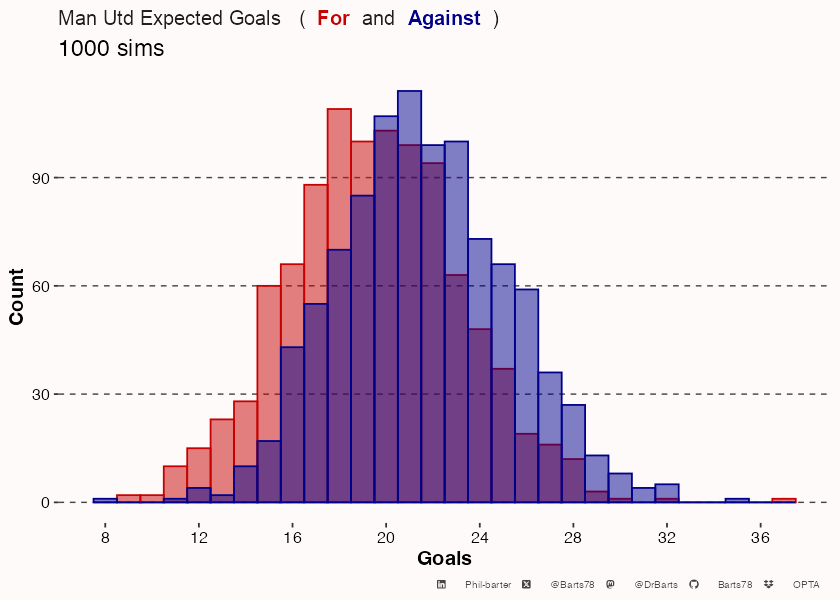 Man Utd Expected Goals ( For and Against )
1000 sims
90
60
30
0
Count
8 12 16 20 24 28 32 36
Goals
Phil-barter @Barts78 @DrBarts Barts78 OPTA